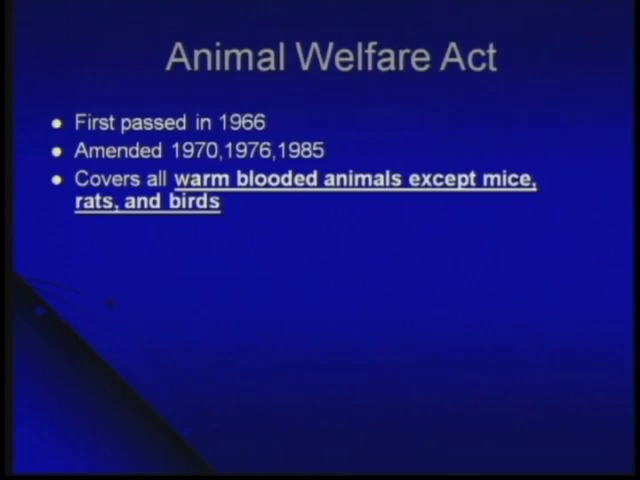 Animal Welfare Act
First passed in 1966
Amended 1970,1976,1985
Covers all warm blooded animals except mice,
rats, and birds